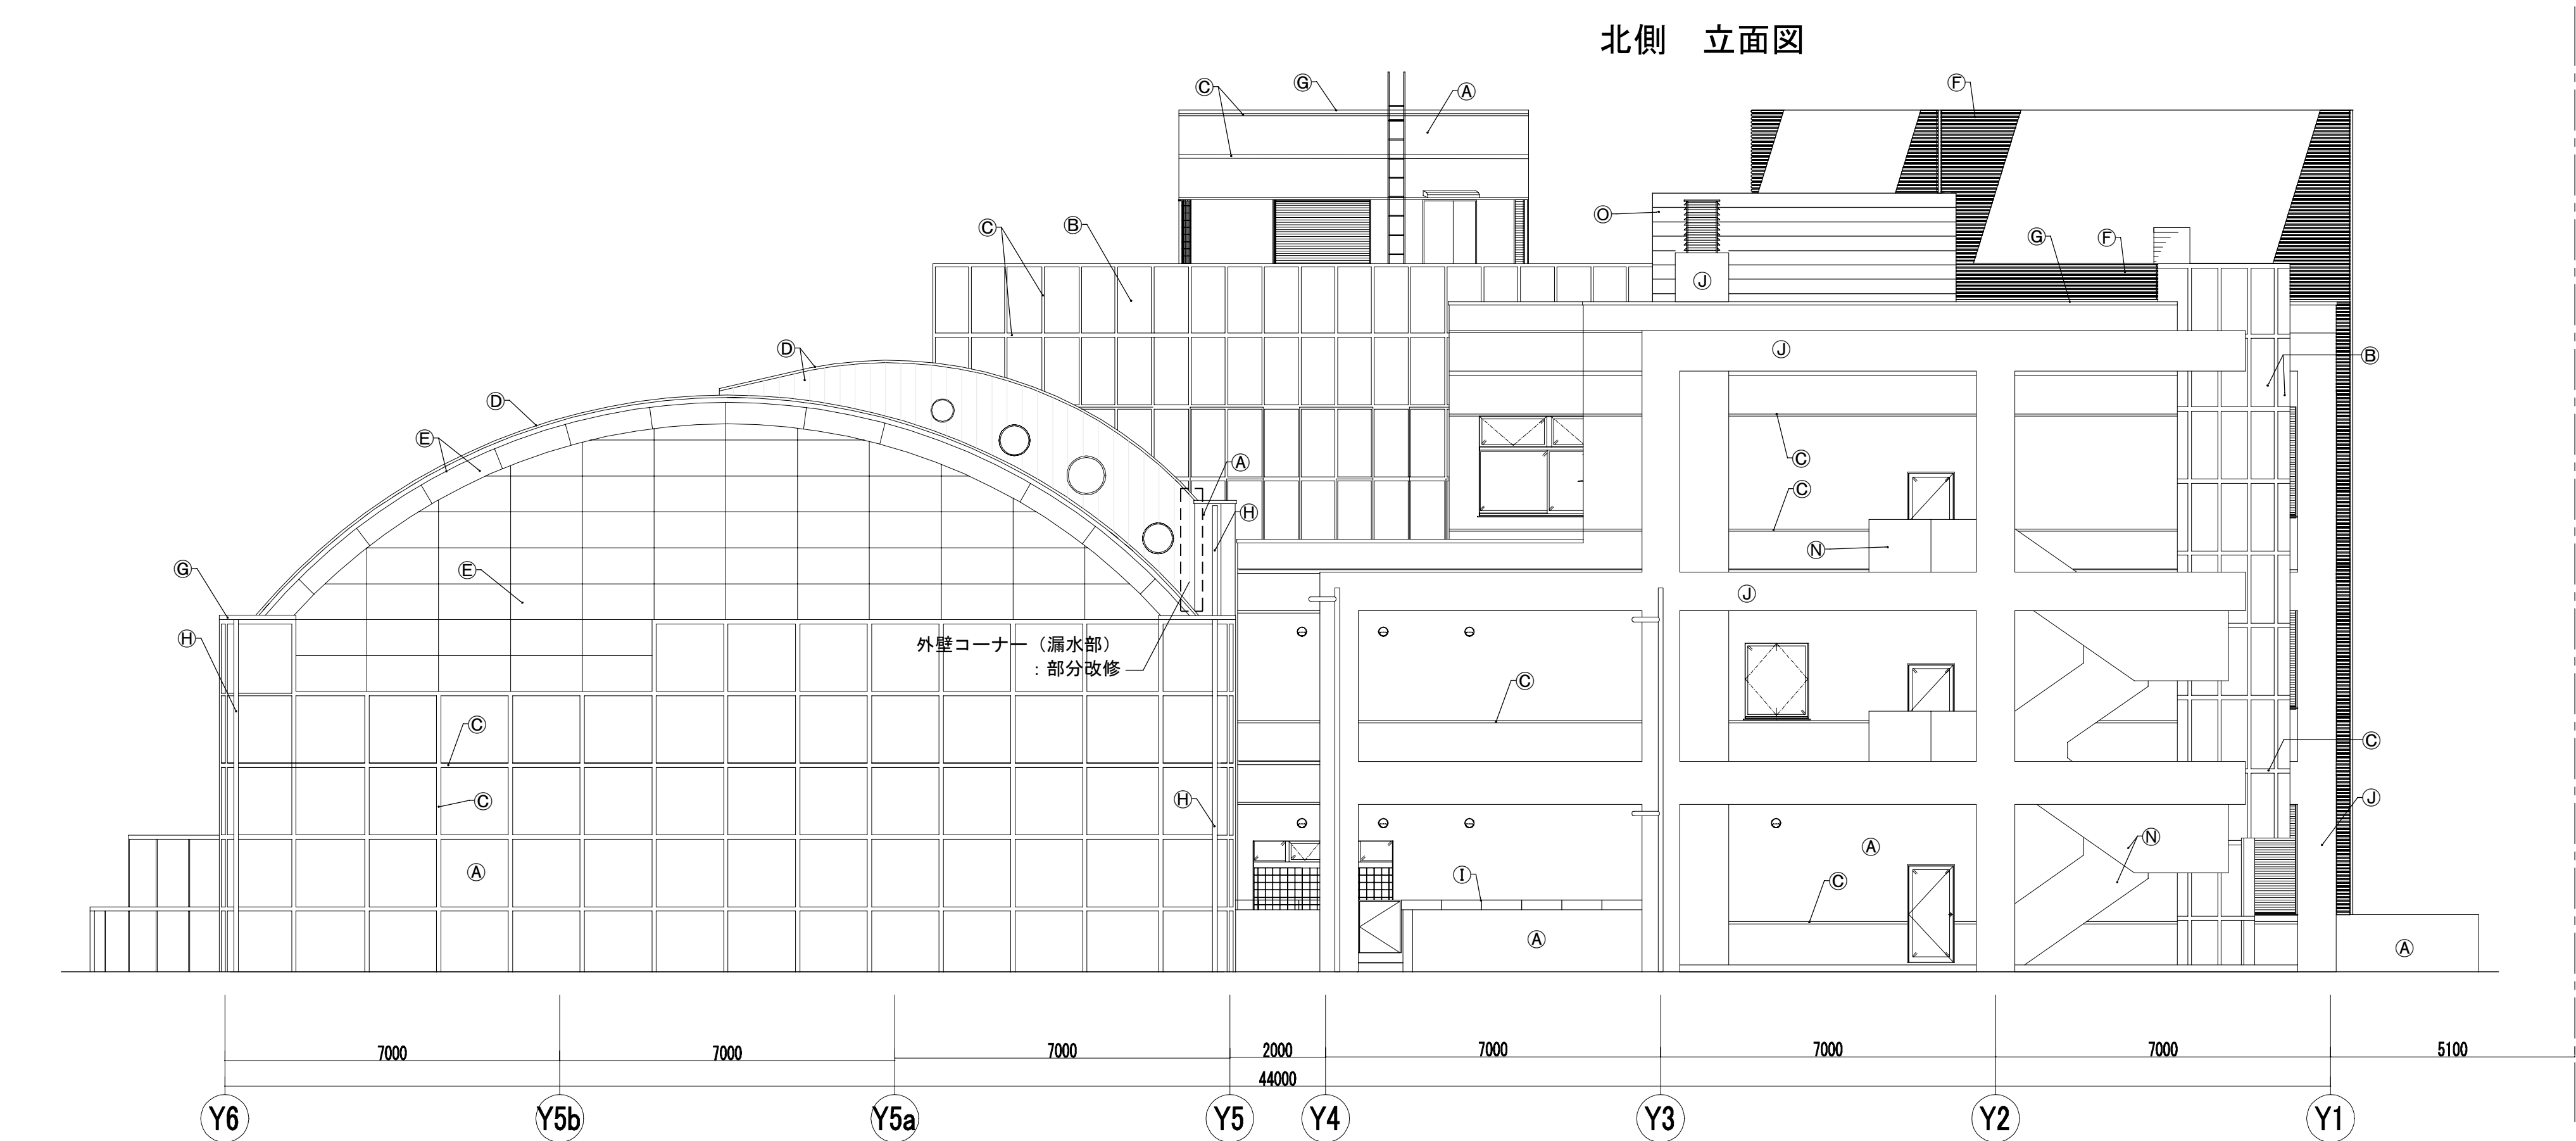 北側　立面図
Ⓒ Ⓖ Ⓐ Ⓕ
Ⓒ Ⓑ Ⓞ Ⓖ Ⓕ
Ⓙ
Ⓓ Ⓙ Ⓑ
Ⓓ
Ⓔ Ⓐ Ⓒ
Ⓒ
Ⓗ
Ⓖ Ⓔ Ⓝ
Ⓙ
Ⓗ
外壁コーナー（漏水部）
：部分改修
Ⓒ
Ⓒ Ⓒ
Ⓒ Ⓗ Ⓙ
Ⓐ Ⓘ Ⓐ Ⓝ
Ⓒ
Ⓐ Ⓐ
7000 7000 7000 2000 7000 7000 7000 5100
44000
Y6 Y5b Y5a Y5 Y4 Y3 Y2 Y1